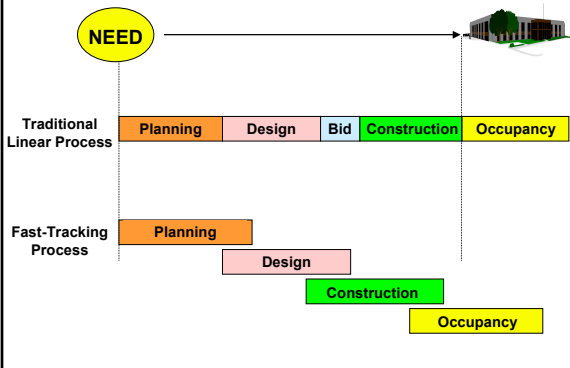 NEED
Traditional
Linear Process
Planning
Design
Bid
Construction
Occupancy
Fast-Tracking
Process
Planning
Design
Construction
Occupancy